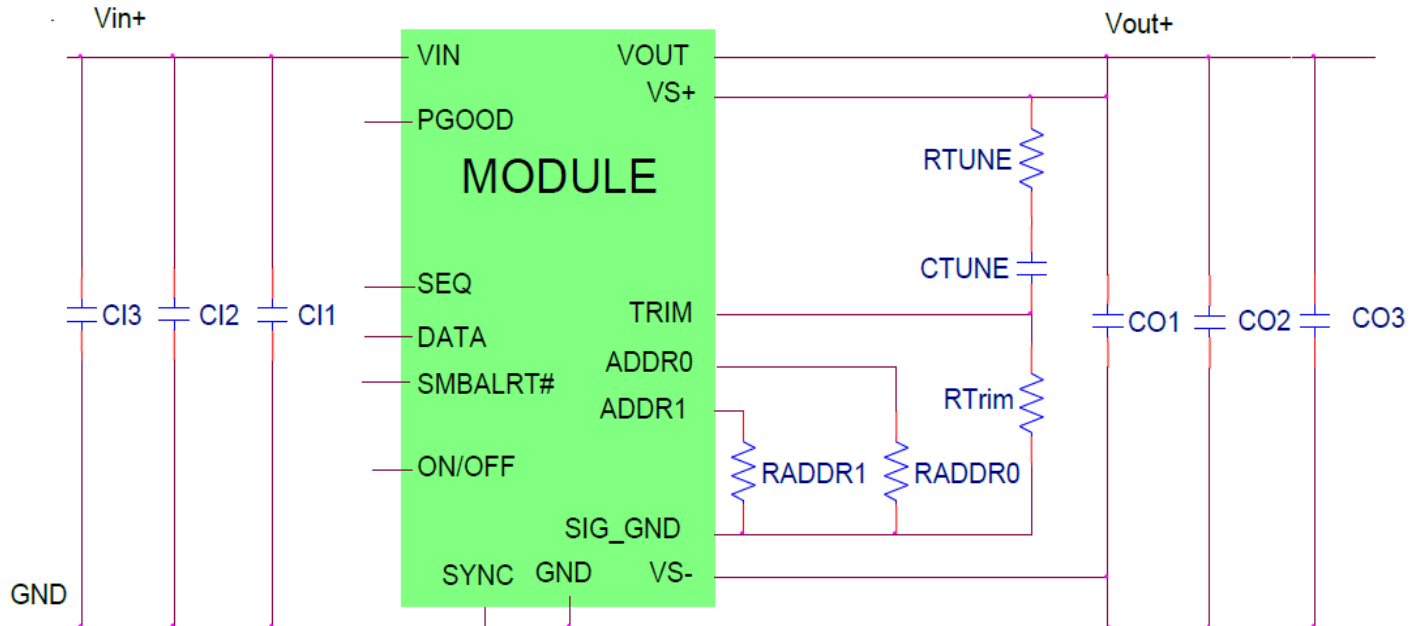 Vin+
Vout+
VIN
VOUT
VS+
PGOOD
MODULE
RTUNE
CTUNE
SEQ
TRIM
CI3
CI2
CI1
CO1
CO2
CO3
DATA
ADDR0
SMBALRT#
ADDR1
RTrim
ON/OFF
RADDR1
RADDR0
SIG_GND
SYNC
GND
VS-
GND